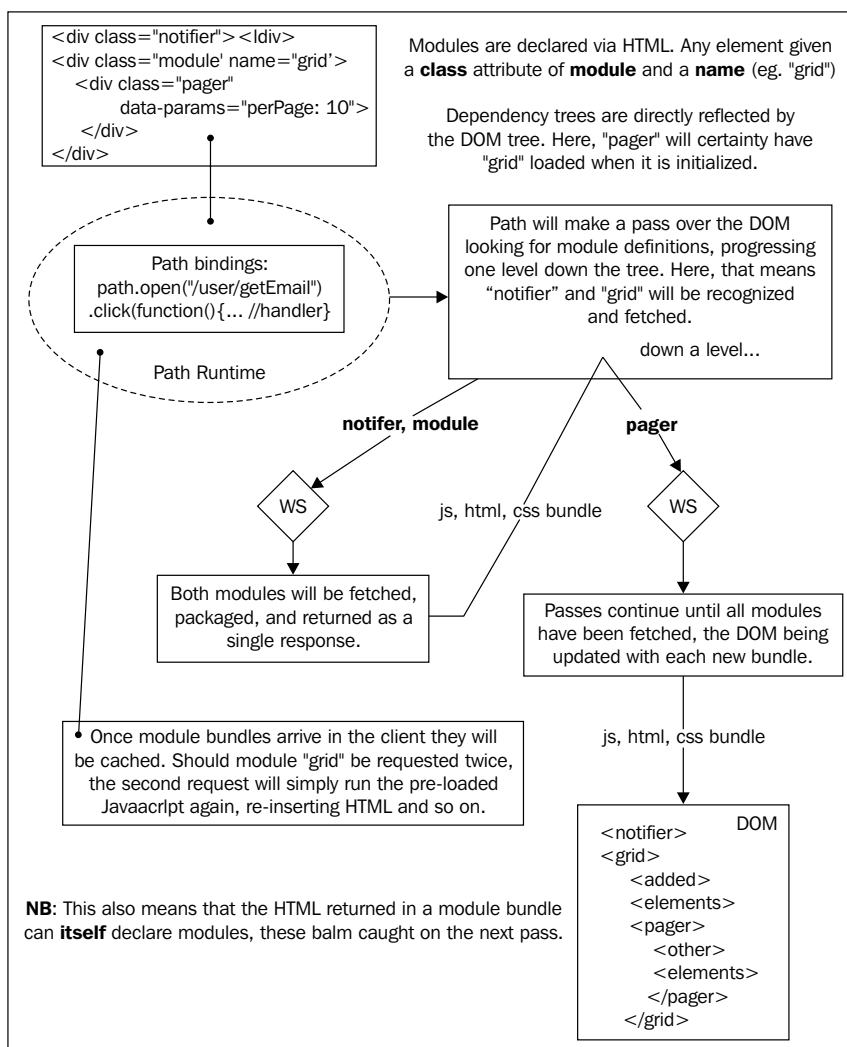 <div class="notifier"> <Idiv>
<div class='module' name='grid'>
<div class="pager"
data-params="perPage: 10">
</div>
</div>
Modules are declared via HTML. Any element given
a class attribute of module and a name (eg. "grid")
Dependency trees are directly reflected by
the DOM tree. Here, "pager" will certainty have
"grid" loaded when it is initialized.
Path bindings:
path.open("/user/getEmail")
.click(function(){... //handler}
Path Runtime
Path will make a pass over the DOM
looking for module definitions, progressing
one level down the tree. Here, that means
“notifier” and "grid" will be recognized
and fetched.
down a level...
notifer, module
pager
WS
WS
js, html, css bundle
Both modules will be fetched,
packaged, and returned as a
single response.
Passes continue until all modules
have been fetched, the DOM being
updated with each new bundle.
Once module bundles arrive in the client they will
be cached. Should module "grid" be requested twice,
the second request will simply run the pre-loaded
Javaacrlpt again, re-inserting HTML and so on.
js, html, css bundle
DOM
<notifier>
<grid>
<added>
<elements>
<pager>
<other>
<elements>
</pager>
</grid>
NB: This also means that the HTML returned in a module bundle
can itself declare modules, these balm caught on the next pass.